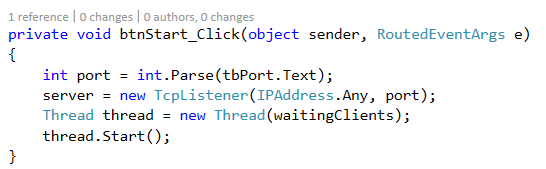 1 reference | 0 changes | 0 authors, 0 changes
private void btnStart_Click(object sender, RoutedEventArgs e)
{
    int port = int.Parse(tbPort.Text);
    server = new TcpListener(IPAddress.Any, port);
    Thread thread = new Thread(waitingClients);
    thread.Start();
}